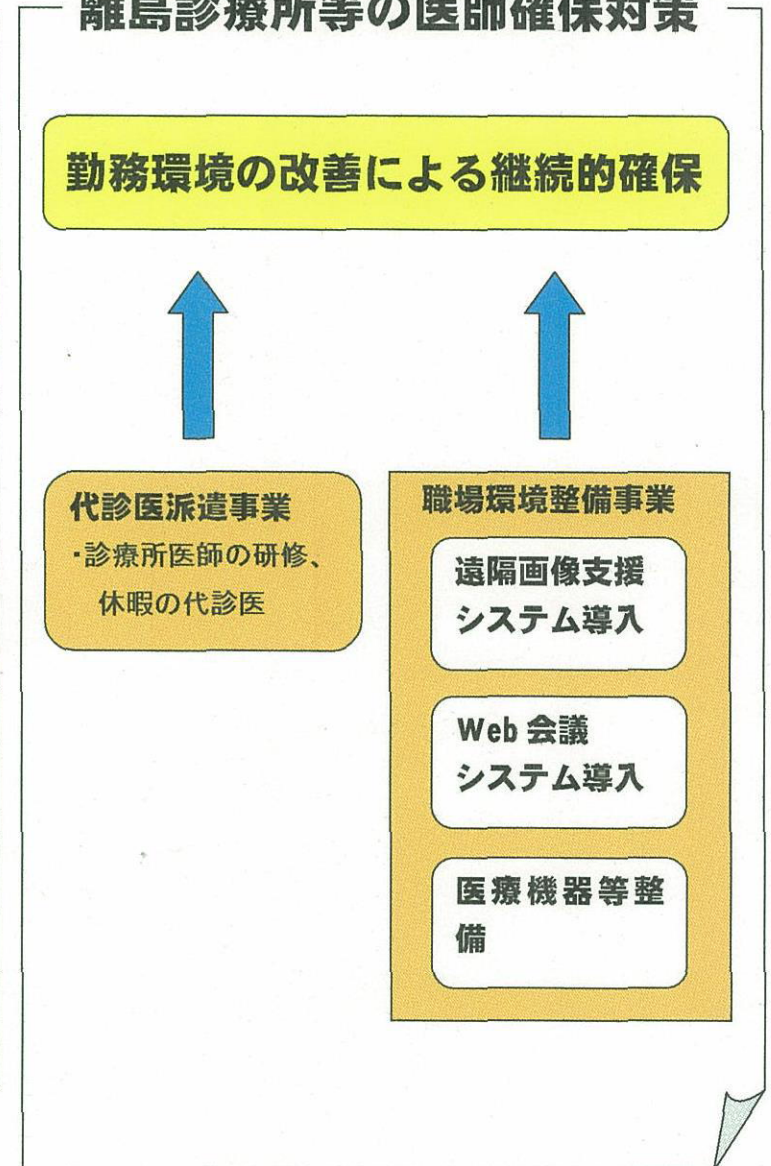 離島診療所等の医師確保対策
勤務環境の改善による継続的確保
代診医派遣事業
・診療所医師の研修、
休暇の代診医
職場環境整備事業
遠隔画像支援
システム導入
Web 会議
システム導入
医療機器等整
備